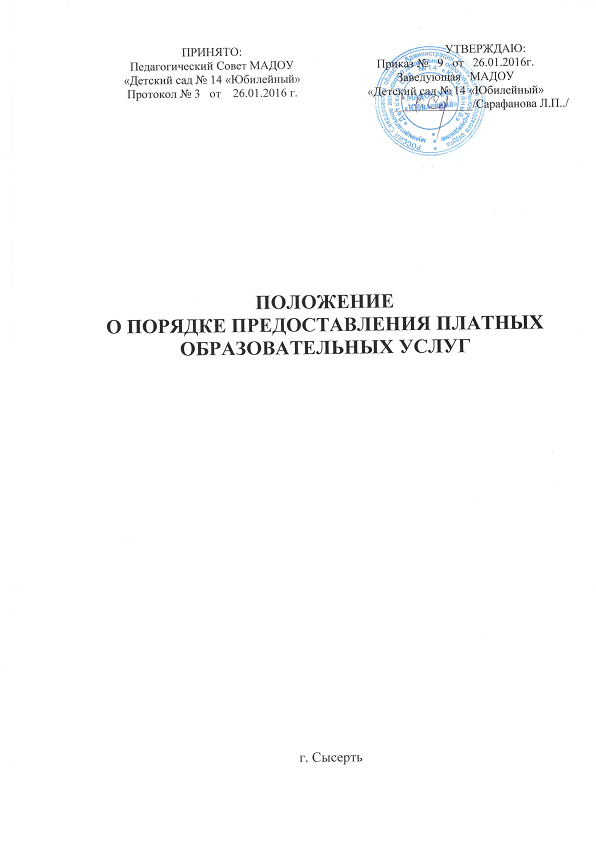 ПРИНЯТО:
Педагогический Совет МАДОУ
«Детский сад № 14 «Юбилейный»
Протокол № 3 от 26.01.2016 г.
УТВЕРЖДАЮ:
Приказ № 9 от 26.01.2016г.
Заведующая МАДОУ
«Детский сад № 14 «Юбилейный»
/Сарафанова Л.П../
ПОЛОЖЕНИЕ
О ПОРЯДКЕ ПРЕДОСТАВЛЕНИЯ ПЛАТНЫХ
ОБРАЗОВАТЕЛЬНЫХ УСЛУГ
г. Сысерть